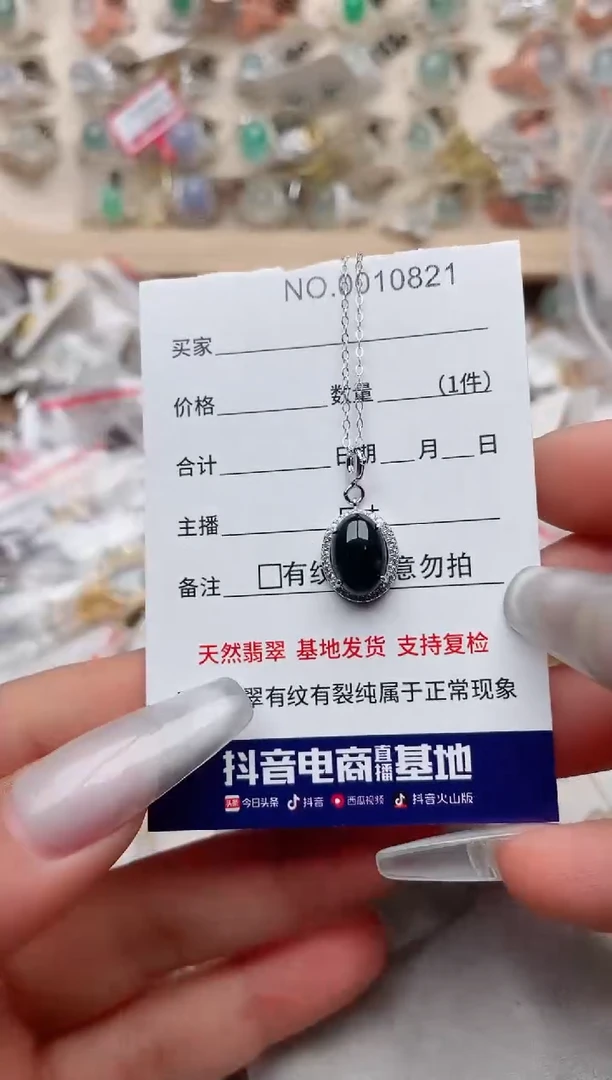 NO.0010821
买家
价格 数量 (1件)
合计 日期 月 日
主播
备注 □有纹 意勿拍
天然翡翠 基地发货 支持复检
翠有纹有裂纯属于正常现象
抖音电商直播基地
头条 今日头条 抖音 西瓜视频 抖音火山版